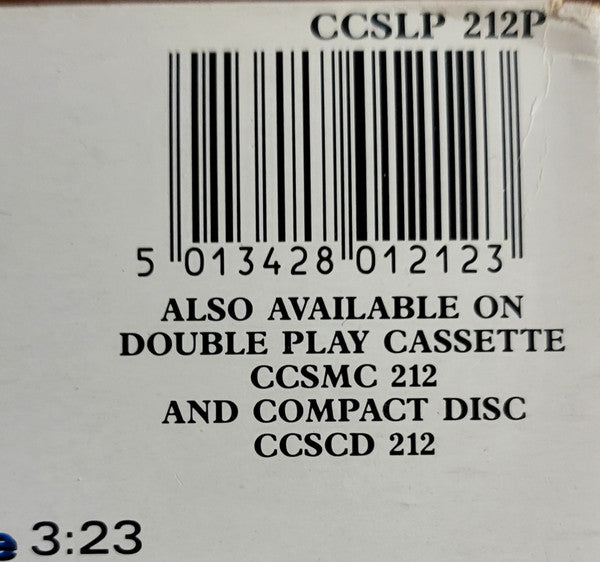 CCSLP 212P
5 013428 012123
ALSO AVAILABLE ON
DOUBLE PLAY CASSETTE
CCSMC 212
AND COMPACT DISC
CCSCD 212
e 3:23